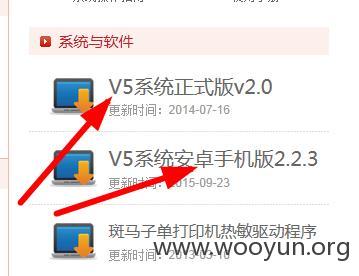 系统与软件
V5系统正式版v2.0
更新时间：2014-07-16
V5系统安卓手机版2.2.3
更新时间：2015-09-23
斑马子单打印机热敏驱动程序
www.wooyun.org